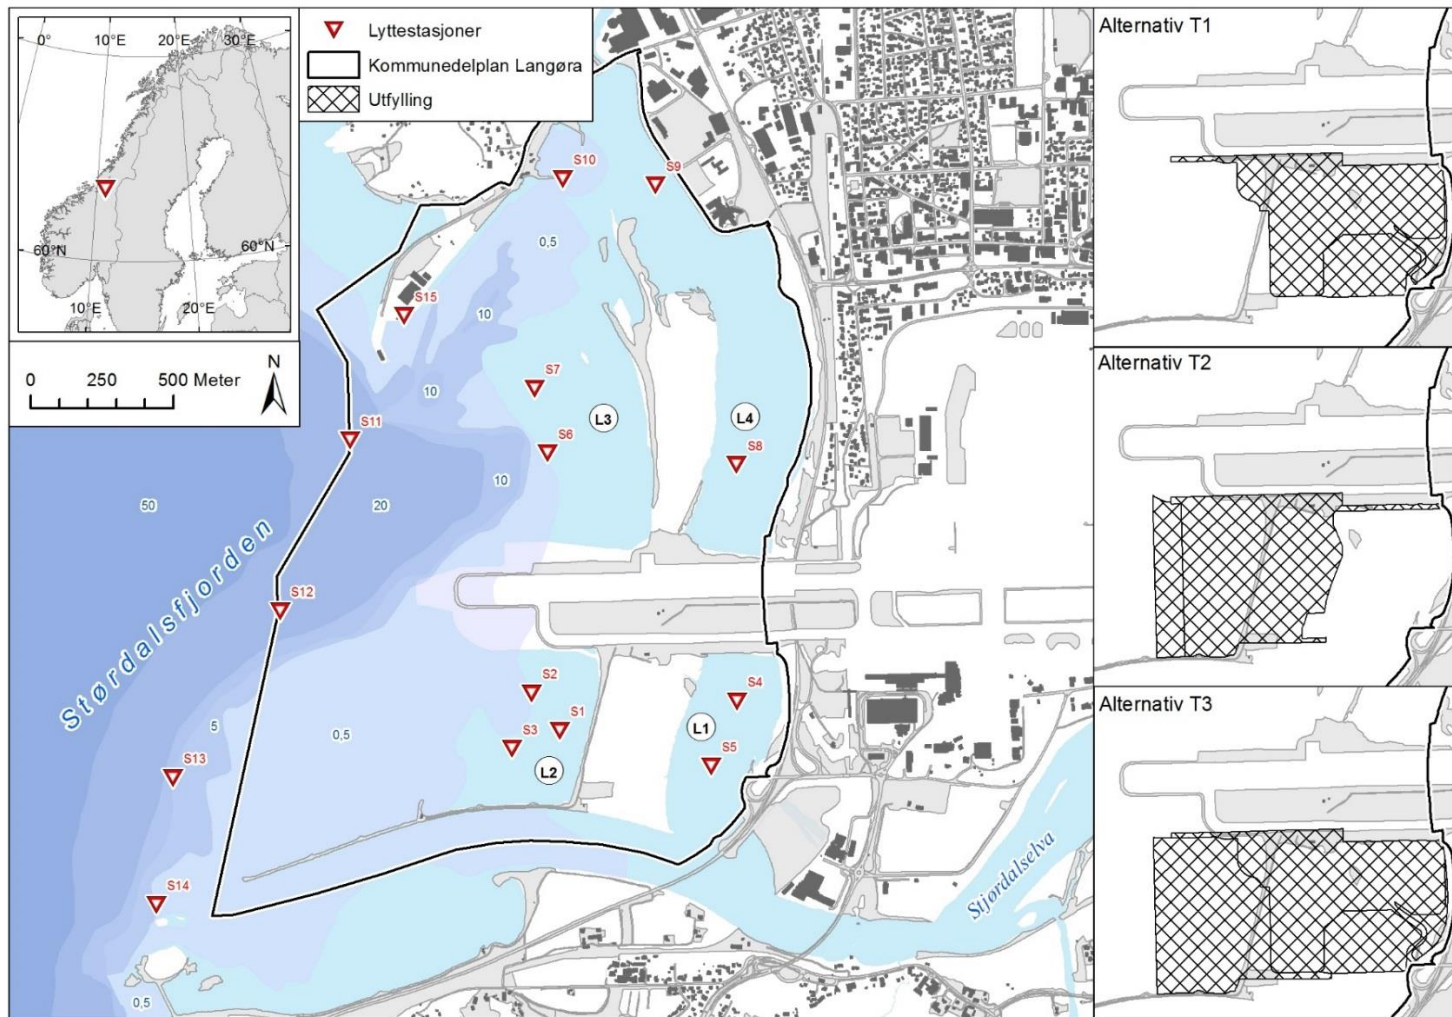 0°
10°E
20°E
30°E
60°N
60°N
10°E
20°E
Lyttestasjoner
Kommunedelplan Langøra
Utfylling
0
250
500 Meter
N
S10
S9
0,5
S15
10
S7
10
L3
L4
S11
S6
S8
10
50
20
Størdalsfjorden
S12
S2
S4
S1
L1
5
0,5
S3
S5
S13
L2
S14
Stjørdalselva
0,5
Alternativ T1
Alternativ T2
Alternativ T3